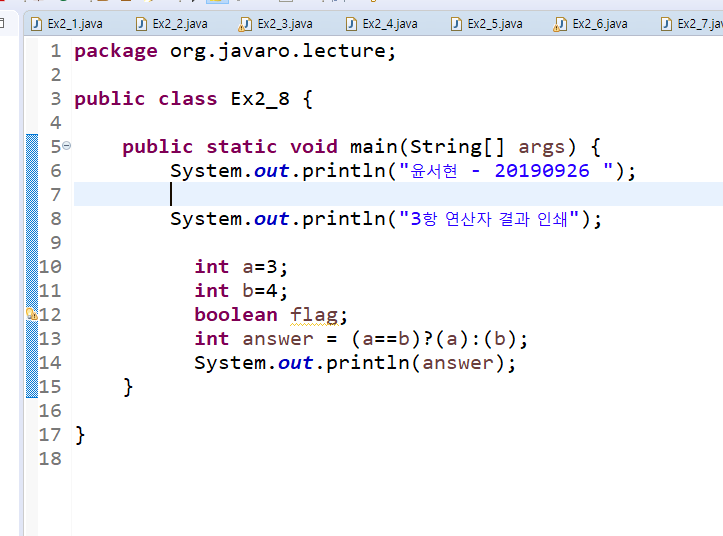 Ex2_1.java Ex2_2.java Ex2_3.java Ex2_4.java Ex2_5.java Ex2_6.java Ex2_7.jav
1 package org.javaro.lecture;
2
3 public class Ex2_8 {
4
5 public static void main(String[] args) {
6 System.out.println("윤서현 - 20190926 ");
7
8 System.out.println("3항 연산자 결과 인쇄");
9
10 int a=3;
11 int b=4;
12 boolean flag;
13 int answer = (a==b)?(a):(b);
14 System.out.println(answer);
15 }
16
17 }
18